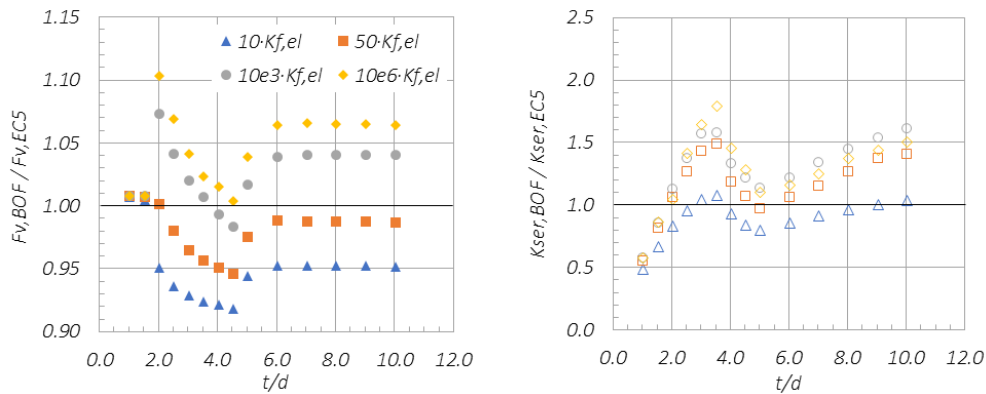 1.15
1.10
1.05
1.00
0.95
0.90
Fv,BOF / Fv,EC5
10·Kf,el
50·Kf,el
10e3·Kf,el
10e6·Kf,el
0.0 2.0 4.0 6.0 8.0 10.0 12.0
t/d
2.5
2.0
1.5
1.0
0.5
0.0
Kser,BOF / Kser,EC5
0.0 2.0 4.0 6.0 8.0 10.0 12.0
t/d